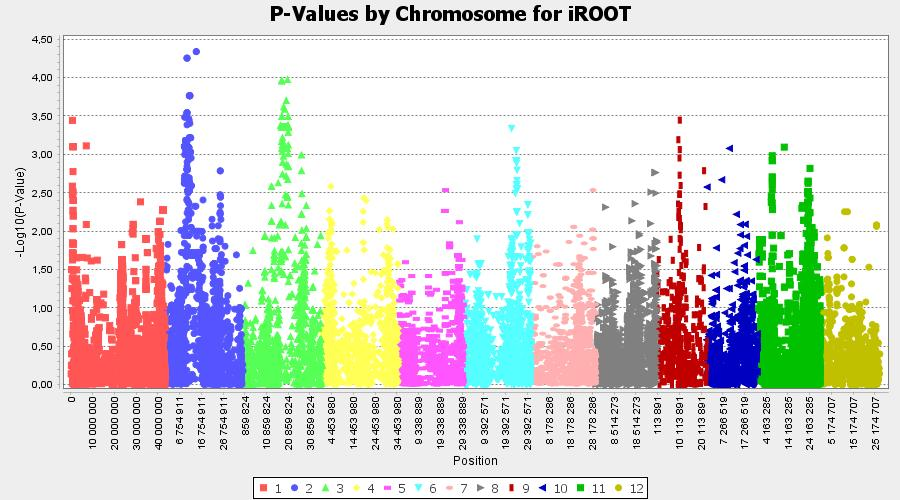 P-Values by Chromosome for iROOT
4,50
4,00
3,50
3,00
2,50
2,00
1,50
1,00
0,50
0,00
-Log10(P-Value)
0
10 000 000
20 000 000
30 000 000
40 000 000
6 754 911
16 754 911
26 754 911
859 824
10 859 824
20 859 824
30 859 824
4 453 980
14 453 980
24 453 980
34 453 980
9 338 889
19 338 889
29 338 889
9 392 571
19 392 571
29 392 571
8 178 286
18 178 286
28 178 286
8 514 273
18 514 273
113 891
10 113 891
20 113 891
7 266 519
17 266 519
4 163 285
14 163 285
24 163 285
5 174 707
15 174 707
25 174 707
Position
1 2 3 4 5 6 7 8 9 10 11 12